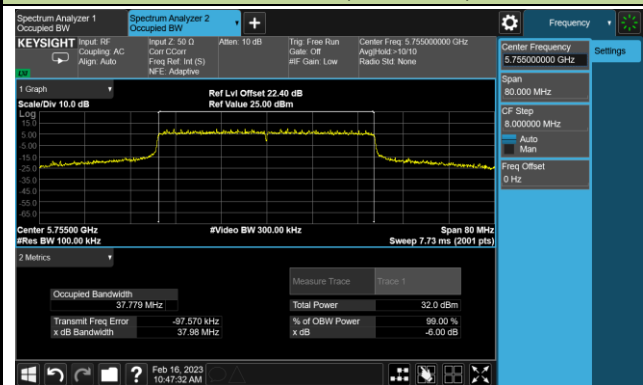 Spectrum Analyzer 1
Occupied BW
Spectrum Analyzer 2
Occupied BW
Frequency
KEYSIGHT
Input: RF
Coupling: AC
Align: Auto
Input Z: 50 Ω
Corr CCorr
Freq Ref: Int (S)
NFE: Adaptive
Atten: 10 dB
Trig: Free Run
Gate: Off
#IF Gain: Low
Center Freq: 5.755000000 GHz
Avg|Hold:>10/10
Radio Std: None
Center Frequency
5.755000000 GHz
Settings
Span
80.000 MHz
CF Step
8.000000 MHz
Auto
Man
Freq Offset
0 Hz
1 Graph
Scale/Div 10.0 dB
Ref Lvl Offset 22.40 dB
Ref Value 25.00 dBm
Log
15.0
5.00
-5.00
-15.0
-25.0
-35.0
-45.0
-55.0
-65.0
Center 5.75500 GHz
#Res BW 100.00 kHz
#Video BW 300.00 kHz
Span 80 MHz
Sweep 7.73 ms (2001 pts)
2 Metrics
Measure Trace
Trace 1
Occupied Bandwidth
37.779 MHz
Total Power
32.0 dBm
Transmit Freq Error
-97.570 kHz
% of OBW Power
99.00 %
x dB Bandwidth
37.98 MHz
x dB
-6.00 dB
Feb 16, 2023
10:47:32 AM